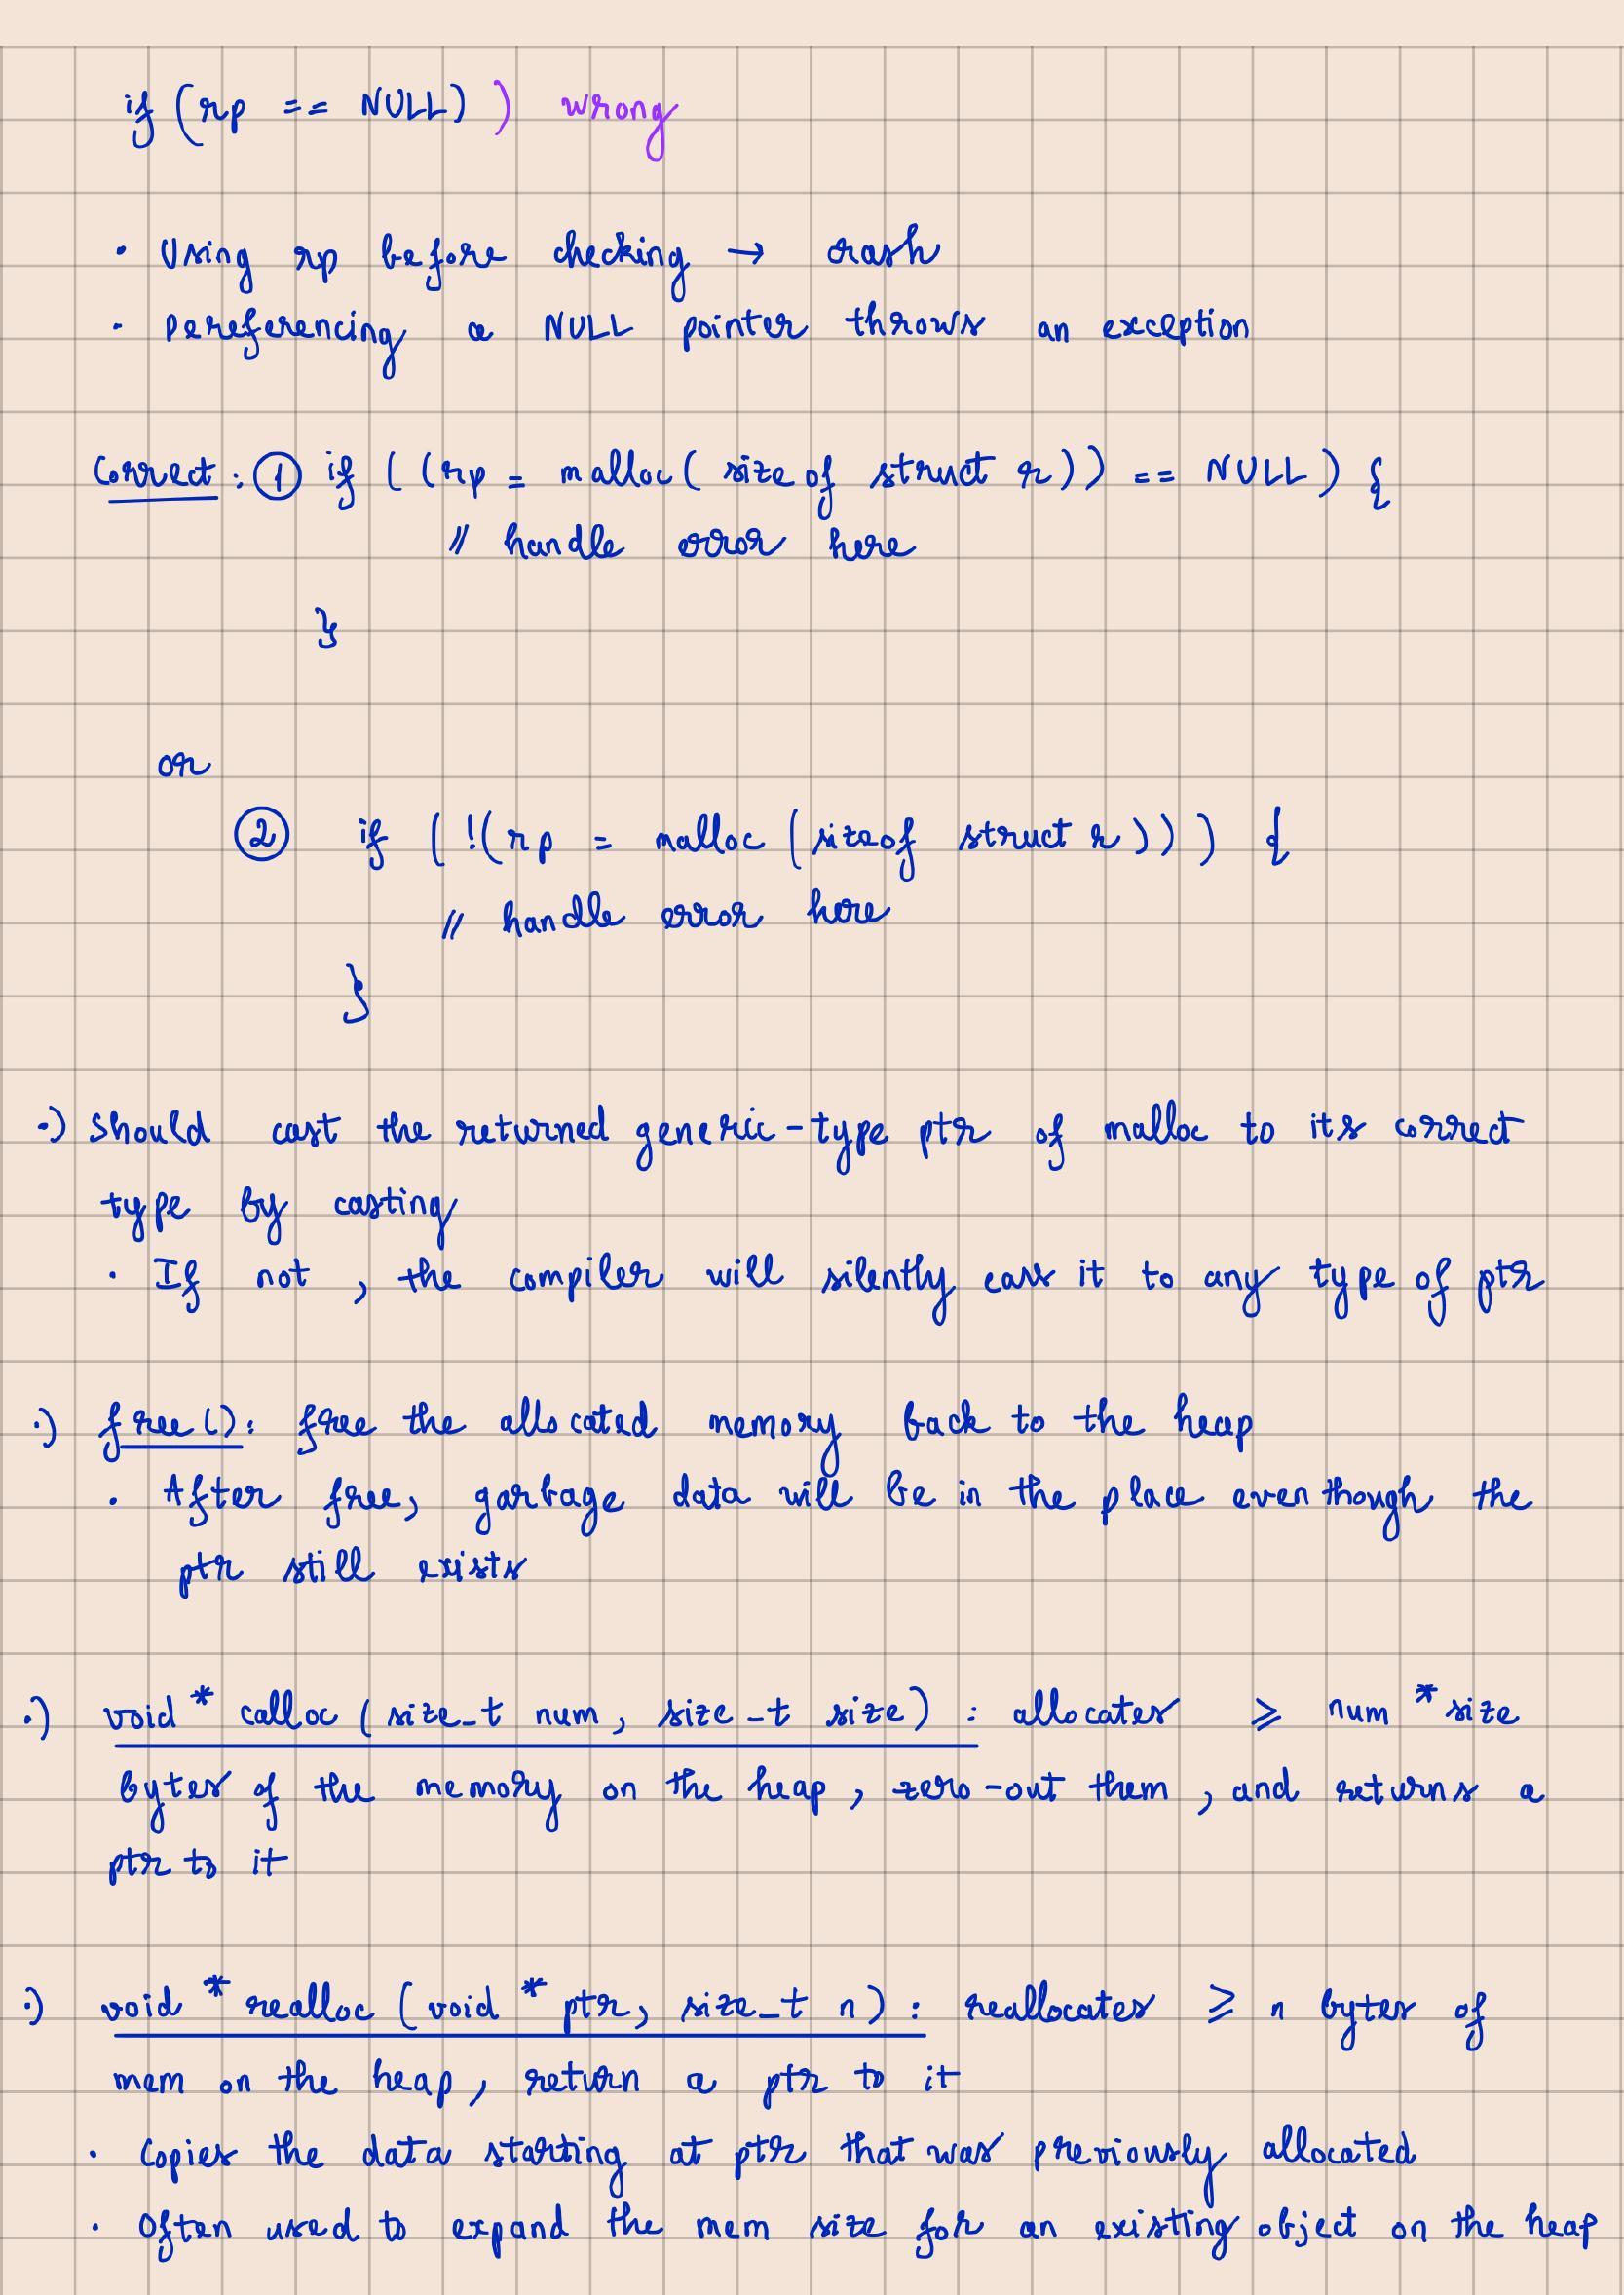 if (rp == NULL) } wrong
• Using rp before checking → crash
• Dereferencing a NULL pointer throws an exception
Correct : ① if ( (rp = malloc( size of struct r)) == NULL ) {
// handle error here
}
or
② if ( !(rp = malloc (sizeof struct r))) {
// handle error here
}
•) Should cast the returned generic-type ptr of malloc to its correct
type by casting
• If not , the compiler will silently cast it to any type of ptr
•) free(): free the allocated memory back to the heap
• After free, garbage data will be in the place even though the
ptr still exists
•) void * calloc ( size_t num, size_t size) : allocates ≥ num * size
bytes of the memory on the heap, zero-out them, and returns a
ptr to it
•) void * realloc (void * ptr, size_t n) : reallocates ≥ n bytes of
mem on the heap, return a ptr to it
• Copies the data starting at ptr that was previously allocated
• Often used to expand the mem size for an existing object on the heap